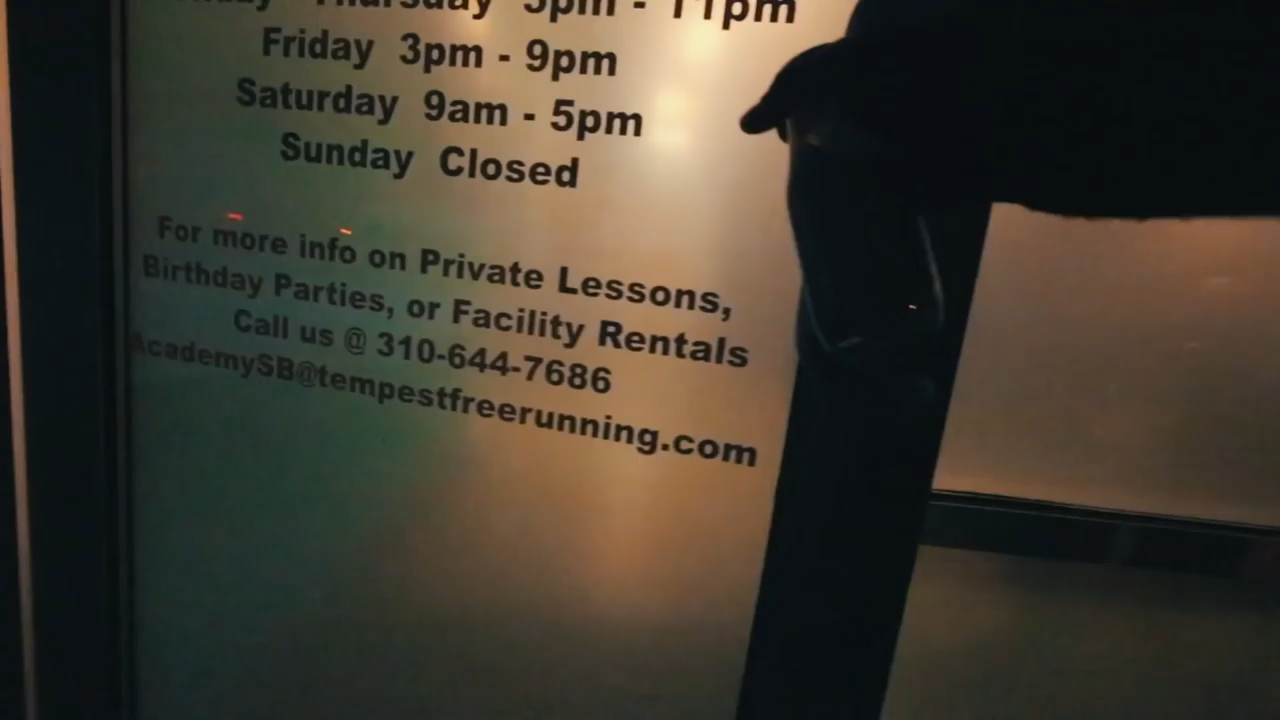 Thursday 3pm - 11pm
Friday 3pm - 9pm
Saturday 9am - 5pm
Sunday Closed
For more info on Private Lessons,
Birthday Parties, or Facility Rentals
Call us @ 310-644-7686
AcademySB@tempestfreerunning.com